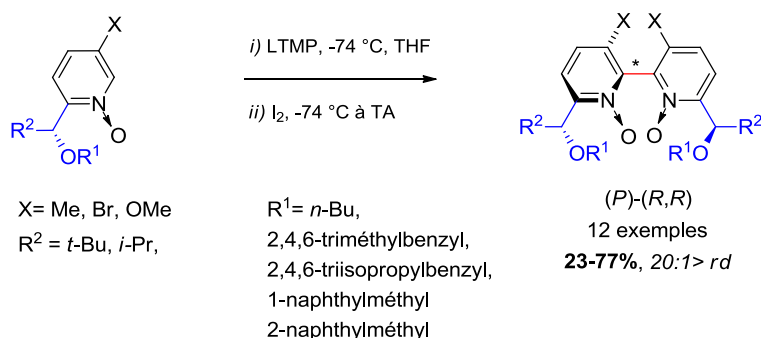 X
N
O
R²
OR¹
i) LTMP, -74 °C, THF
ii) I₂, -74 °C à TA
X X
*
N N
O O
R² R²
OR¹ R¹O
X= Me, Br, OMe
R² = t-Bu, i-Pr,
R¹= n-Bu,
2,4,6-triméthylbenzyl,
2,4,6-triisopropylbenzyl,
1-naphthylméthyl
2-naphthylméthyl
(P)-(R,R)
12 exemples
23-77%, 20:1> rd